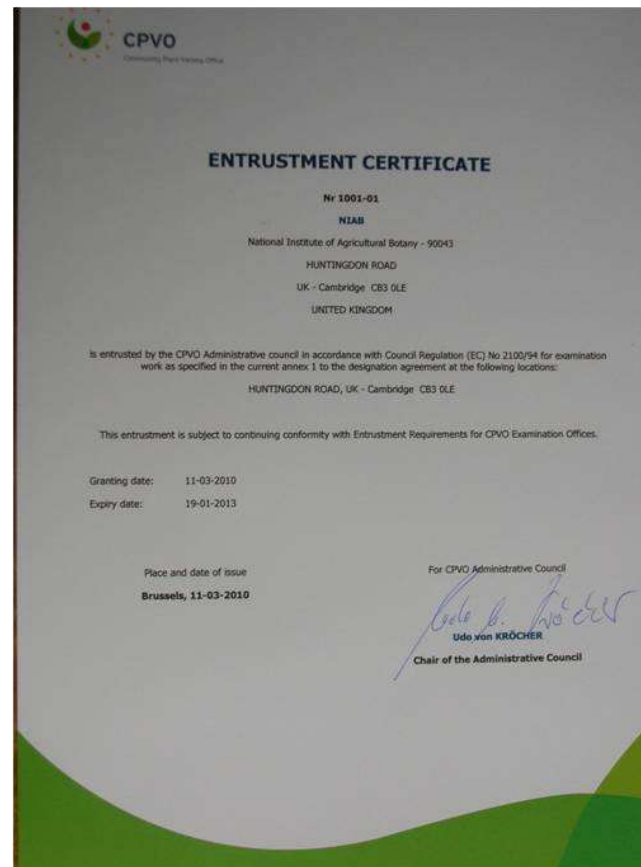 CPVO
Community Plant Variety Office
ENTRUSTMENT CERTIFICATE
Nr 1001-01
NIAB
National Institute of Agricultural Botany - 90043
HUNTINGDON ROAD
UK - Cambridge CB3 0LE
UNITED KINGDOM
is entrusted by the CPVO Administrative council in accordance with Council Regulation (EC) No 2100/94 for examination
work as specified in the current annex 1 to the designation agreement at the following locations:
HUNTINGDON ROAD, UK - Cambridge CB3 0LE
This entrustment is subject to continuing conformity with Entrustment Requirements for CPVO Examination Offices.
Granting date: 11-03-2010
Expiry date: 19-01-2013
Place and date of issue
Brussels, 11-03-2010
For CPVO Administrative Council
Udo von KRÖCHER
Chair of the Administrative Council